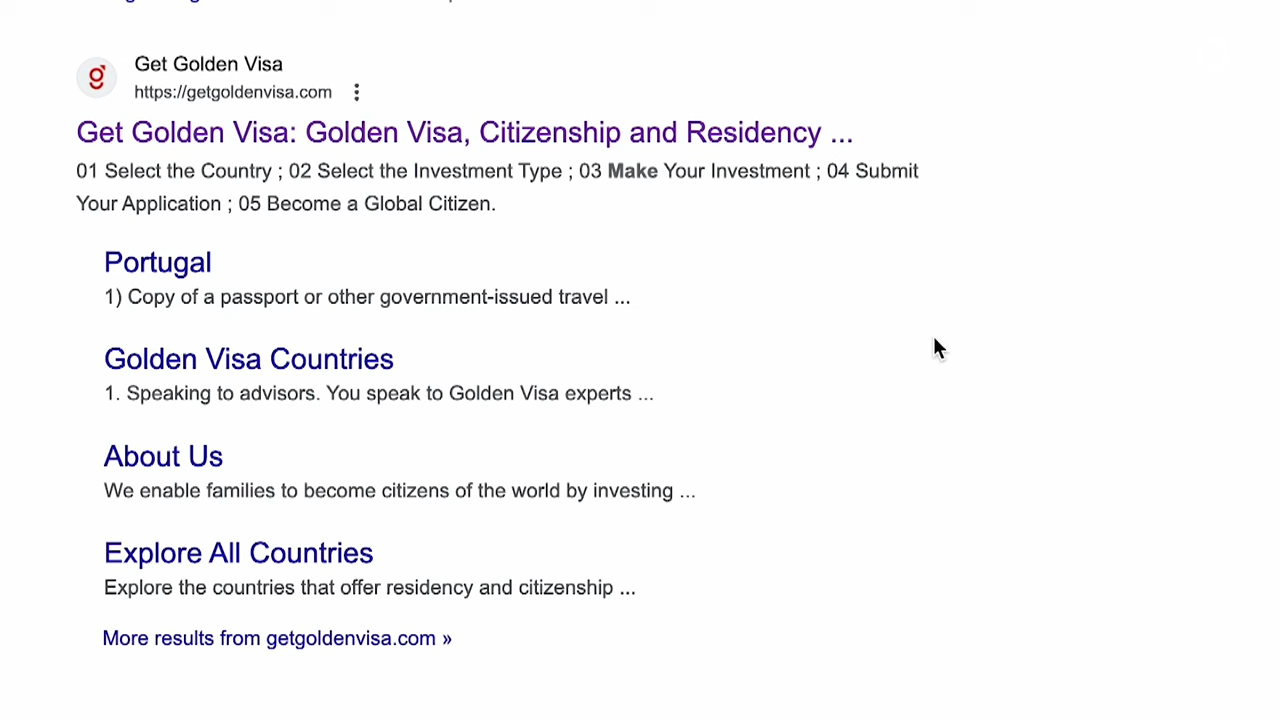 Get Golden Visa
https://getgoldenvisa.com
Get Golden Visa: Golden Visa, Citizenship and Residency ...
01 Select the Country ; 02 Select the Investment Type ; 03 Make Your Investment ; 04 Submit
Your Application ; 05 Become a Global Citizen.
Portugal
1) Copy of a passport or other government-issued travel ...
Golden Visa Countries
1. Speaking to advisors. You speak to Golden Visa experts ...
About Us
We enable families to become citizens of the world by investing ...
Explore All Countries
Explore the countries that offer residency and citizenship ...
More results from getgoldenvisa.com »